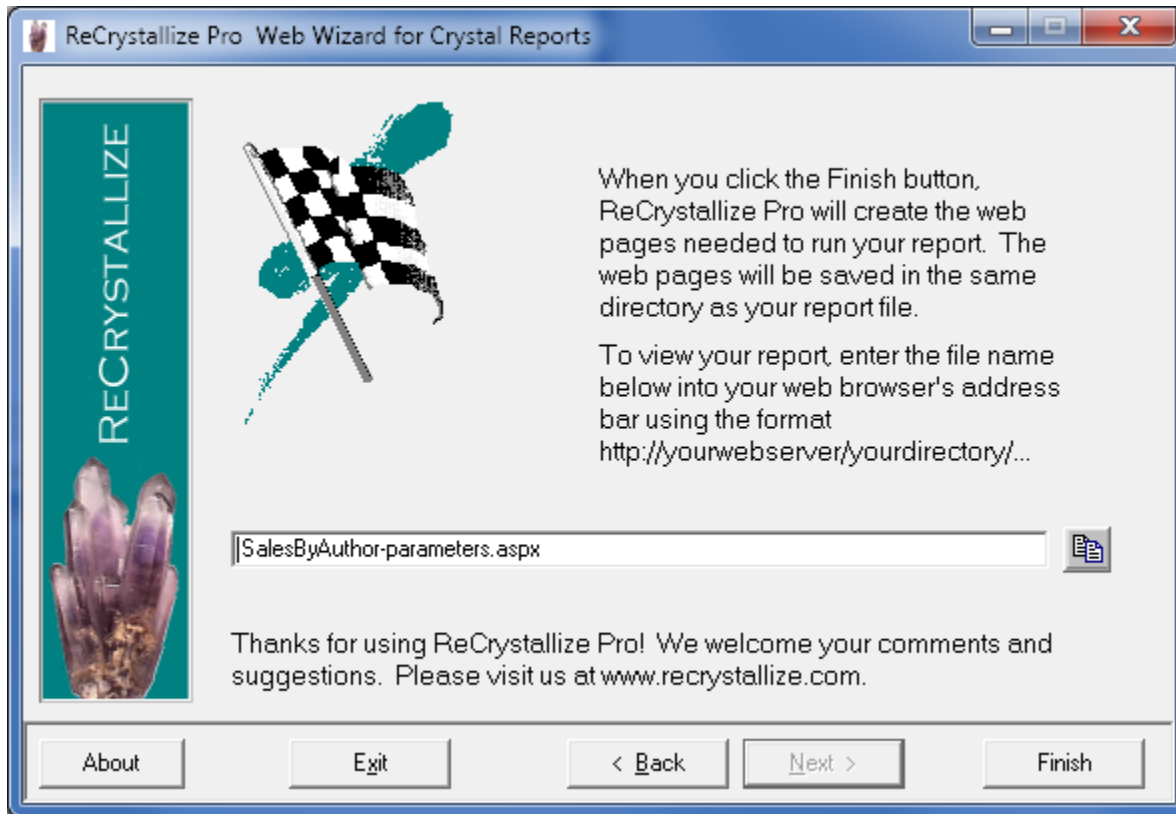 ReCrystallize Pro  Web Wizard for Crystal Reports
RECRYSTALLIZE
When you click the Finish button,
ReCrystallize Pro will create the web
pages needed to run your report.  The
web pages will be saved in the same
directory as your report file.
To view your report, enter the file name
below into your web browser's address
bar using the format
http://yourwebserver/yourdirectory/...
SalesByAuthor-parameters.aspx
Thanks for using ReCrystallize Pro!  We welcome your comments and
suggestions.  Please visit us at www.recrystallize.com.
About
Exit
< Back
Next >
Finish